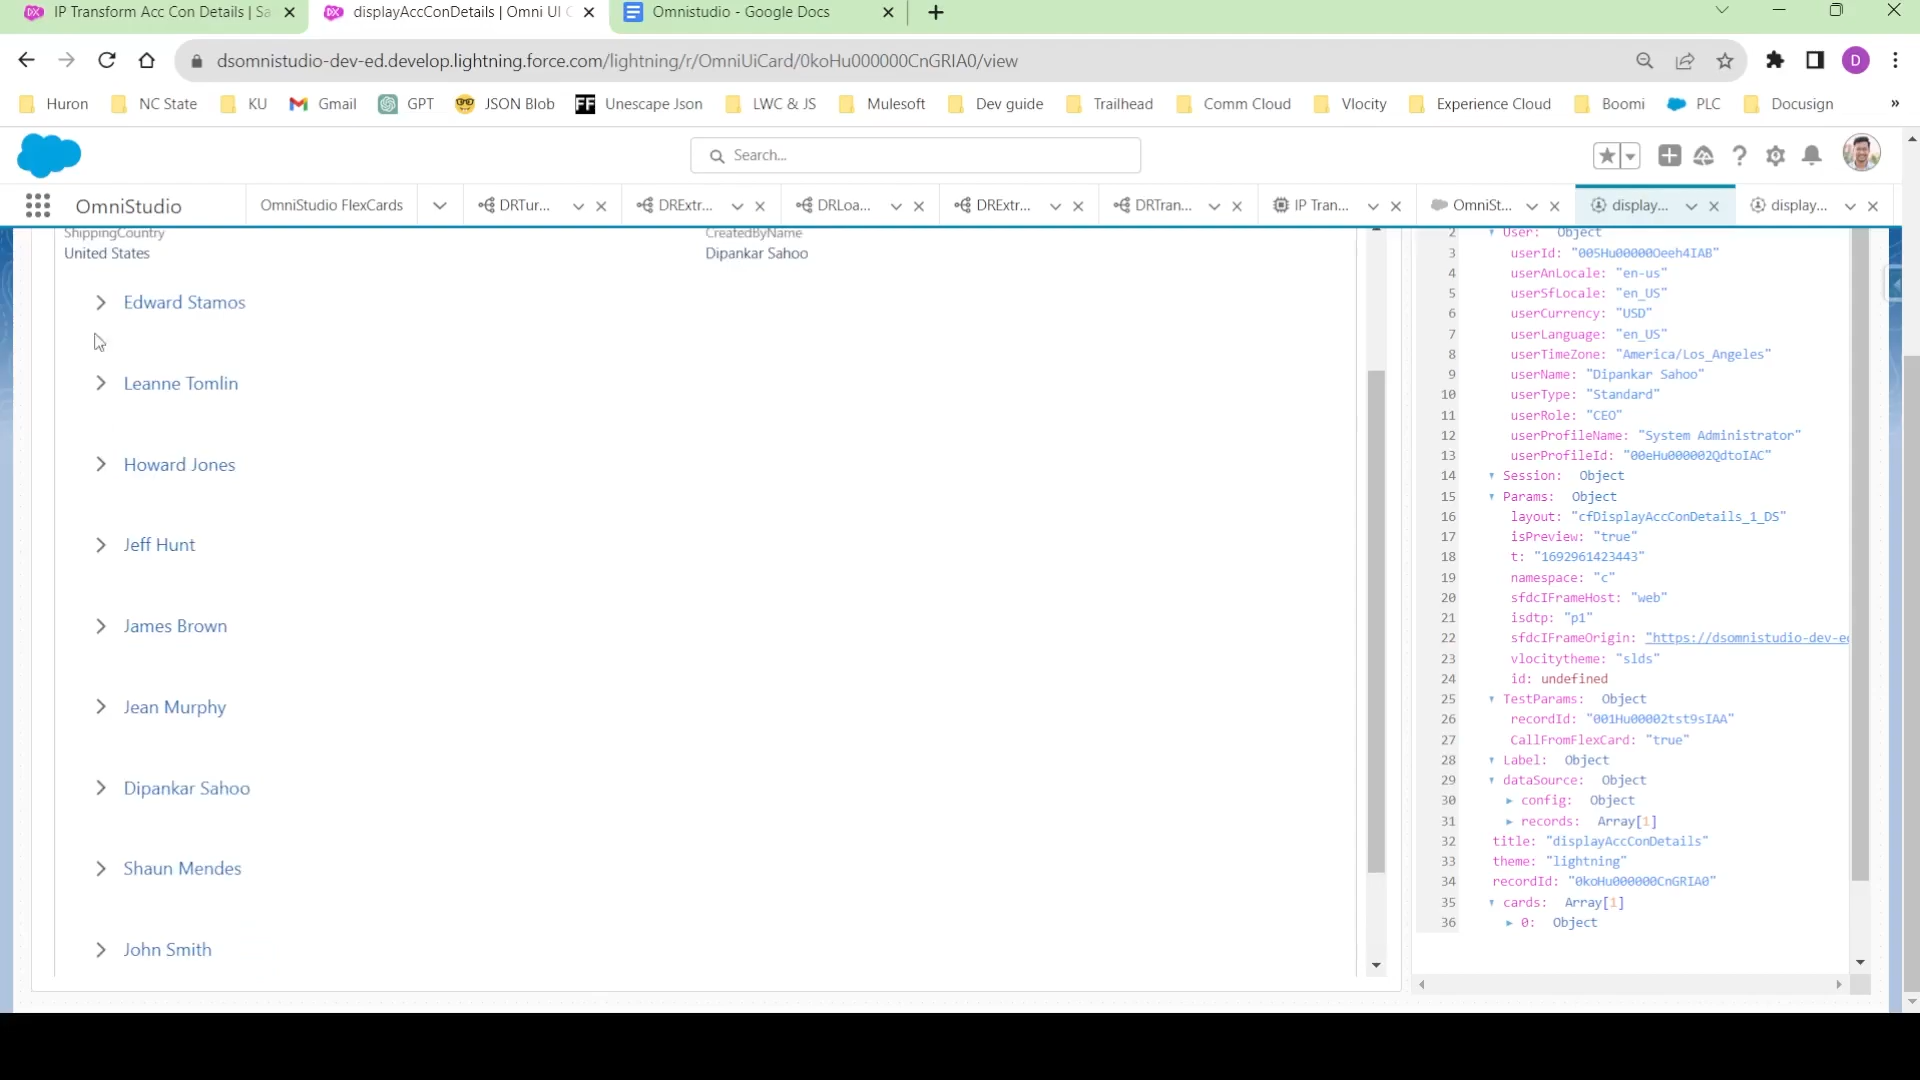 IP Transform Acc Con Details | Sa
displayAccConDetails | Omni UI C
Omnistudio - Google Docs
dsomnistudio-dev-ed.develop.lightning.force.com/lightning/r/OmniUiCard/0koHu000000CnGRIA0/view
Huron
NC State
KU
Gmail
GPT
JSON Blob
FF Unescape Json
LWC & JS
Mulesoft
Dev guide
Trailhead
Comm Cloud
Vlocity
Experience Cloud
Boomi
PLC
Docusign
»
D
Search...
OmniStudio
OmniStudio FlexCards
DRTur...
DRExtr...
DRLoa...
DRExtr...
DRTran...
IP Tran...
OmniSt...
display...
display...
ShippingCountry
United States
CreatedByName
Dipankar Sahoo
Edward Stamos
Leanne Tomlin
Howard Jones
Jeff Hunt
James Brown
Jean Murphy
Dipankar Sahoo
Shaun Mendes
John Smith
2 User: Object
3 userId: "005Hu00000Oeeh4IAB"
4 userAnLocale: "en-us"
5 userSfLocale: "en_US"
6 userCurrency: "USD"
7 userLanguage: "en_US"
8 userTimeZone: "America/Los_Angeles"
9 userName: "Dipankar Sahoo"
10 userType: "Standard"
11 userRole: "CEO"
12 userProfileName: "System Administrator"
13 userProfileId: "00eHu000002QdtoIAC"
14 Session: Object
15 Params: Object
16 layout: "cfDisplayAccConDetails_1_DS"
17 isPreview: "true"
18 t: "1692961423443"
19 namespace: "c"
20 sfdcIFrameHost: "web"
21 isdtp: "p1"
22 sfdcIFrameOrigin: "https://dsomnistudio-dev-ed
23 vlocitytheme: "slds"
24 id: undefined
25 TestParams: Object
26 recordId: "001Hu00002tst9sIAA"
27 CallFromFlexCard: "true"
28 Label: Object
29 dataSource: Object
30 config: Object
31 records: Array[1]
32 title: "displayAccConDetails"
33 theme: "lightning"
34 recordId: "0koHu000000CnGRIA0"
35 cards: Array[1]
36 0: Object